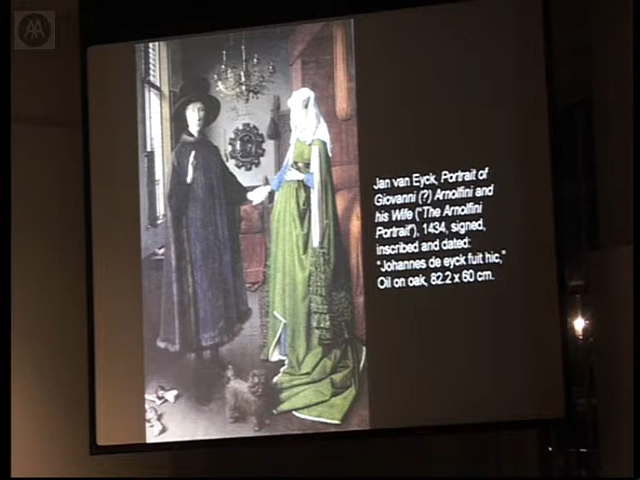 AA
Jan van Eyck, Portrait of
Giovanni (?) Arnolfini and
his Wife ("The Arnolfini
Portrait"), 1434, signed,
inscribed and dated:
"Johannes de eyck fuit hic,"
Oil on oak, 82.2 x 60 cm.